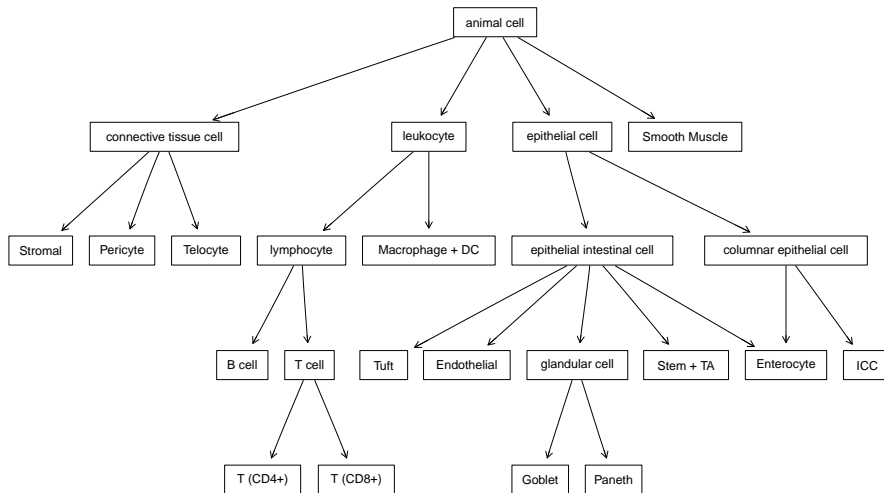 animal cell
connective tissue cell
leukocyte
epithelial cell
Smooth Muscle
Stromal
Pericyte
Telocyte
lymphocyte
Macrophage + DC
epithelial intestinal cell
columnar epithelial cell
B cell
T cell
Tuft
Endothelial
glandular cell
Stem + TA
Enterocyte
ICC
T (CD4+)
T (CD8+)
Goblet
Paneth